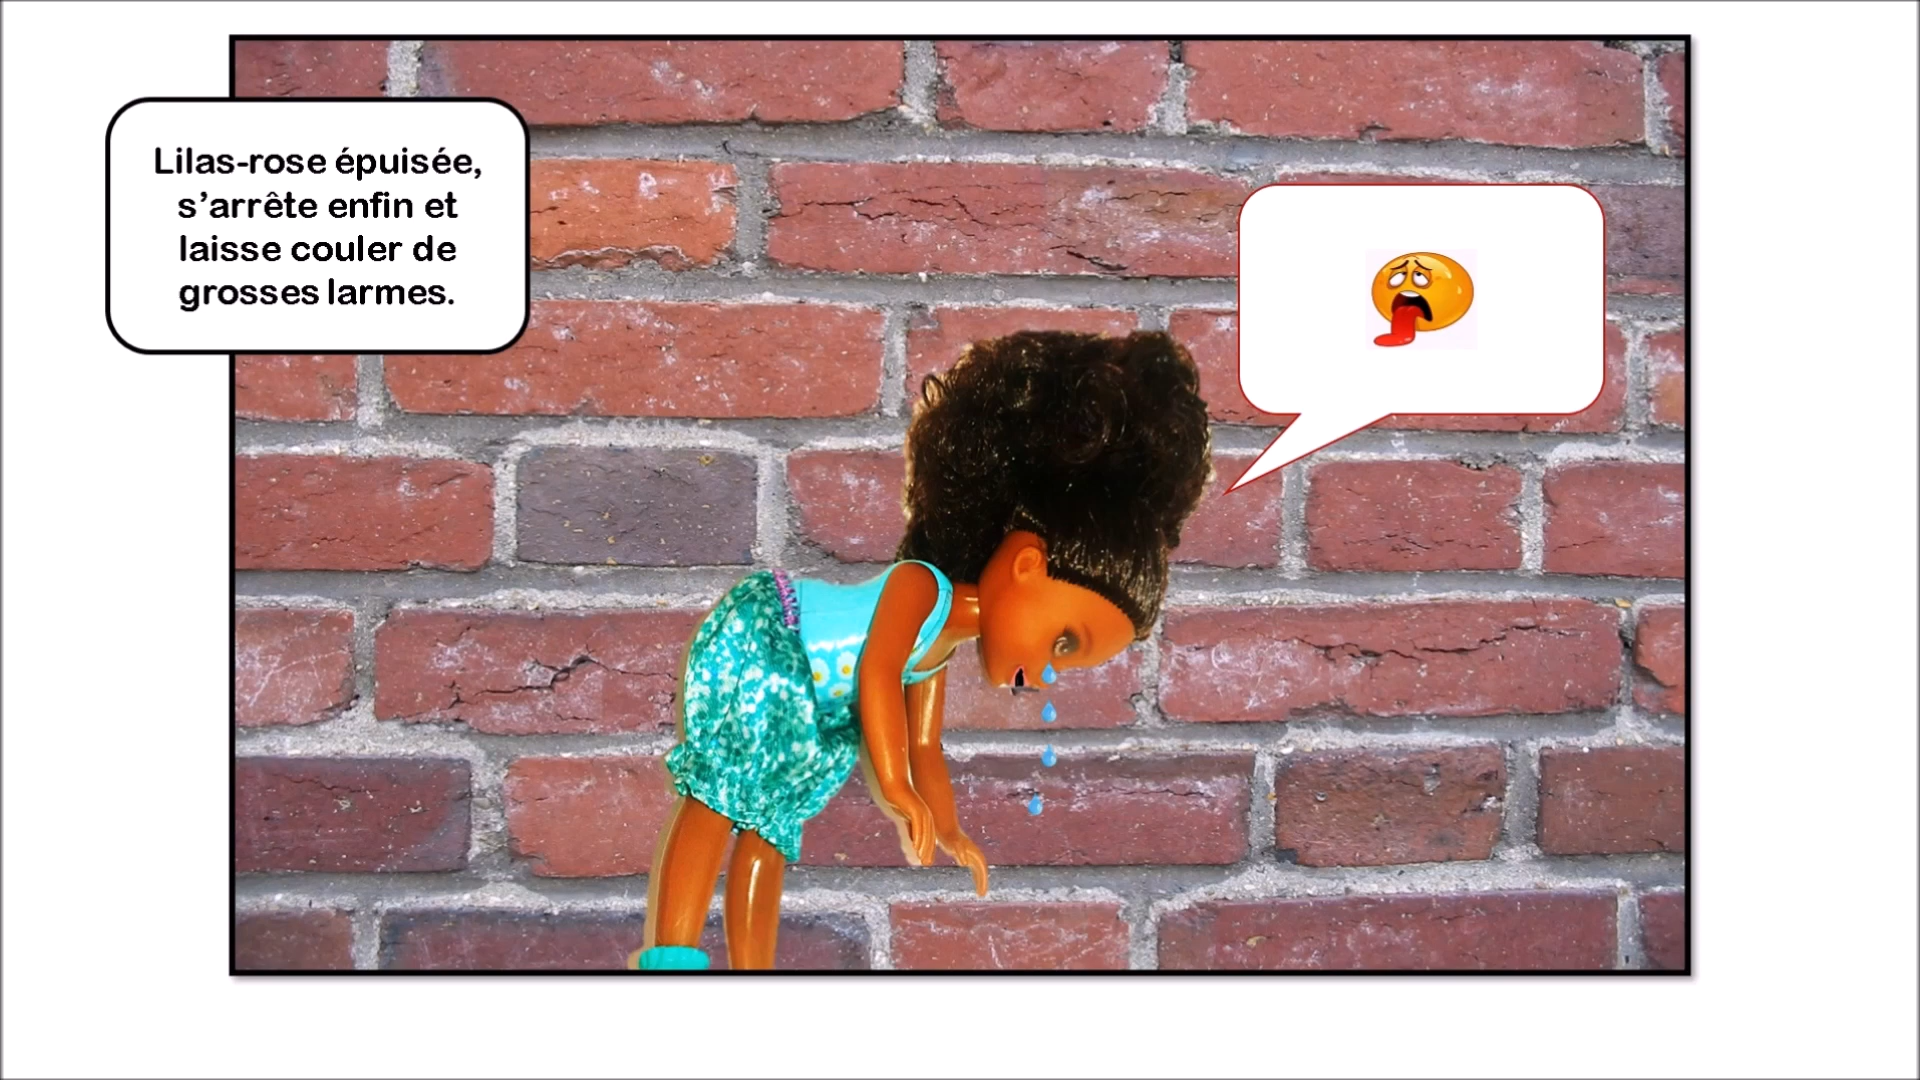 Lilas-rose épuisée,
s’arrête enfin et
laisse couler de
grosses larmes.